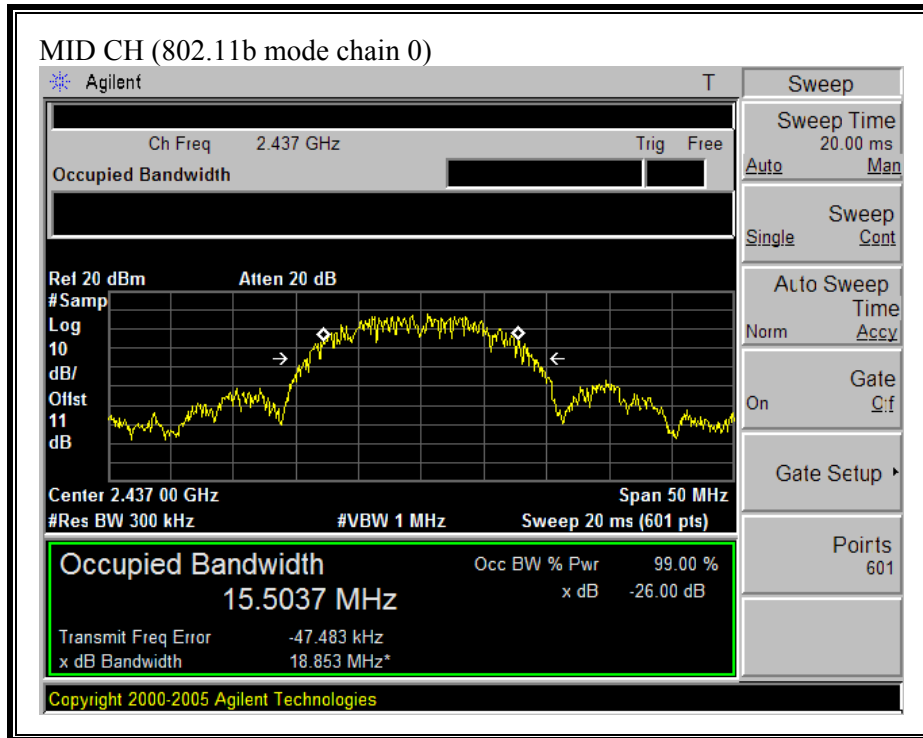 MID CH (802.11b mode chain 0)
Agilent T
Ch Freq 2.437 GHz Trig Free
Occupied Bandwidth
Ref 20 dBm Atten 20 dB
#Samp
Log
10
dB/
Offst
11
dB
Center 2.437 00 GHz Span 50 MHz
#Res BW 300 kHz #VBW 1 MHz Sweep 20 ms (601 pts)
Occupied Bandwidth Occ BW % Pwr 99.00 %
15.5037 MHz x dB -26.00 dB
Transmit Freq Error -47.483 kHz
x dB Bandwidth 18.853 MHz*
Copyright 2000-2005 Agilent Technologies
Sweep
Sweep Time
20.00 ms
Auto Man
Sweep
Single Cont
Auto Sweep
Time
Norm Accy
Gate
On Off
Gate Setup
Points
601